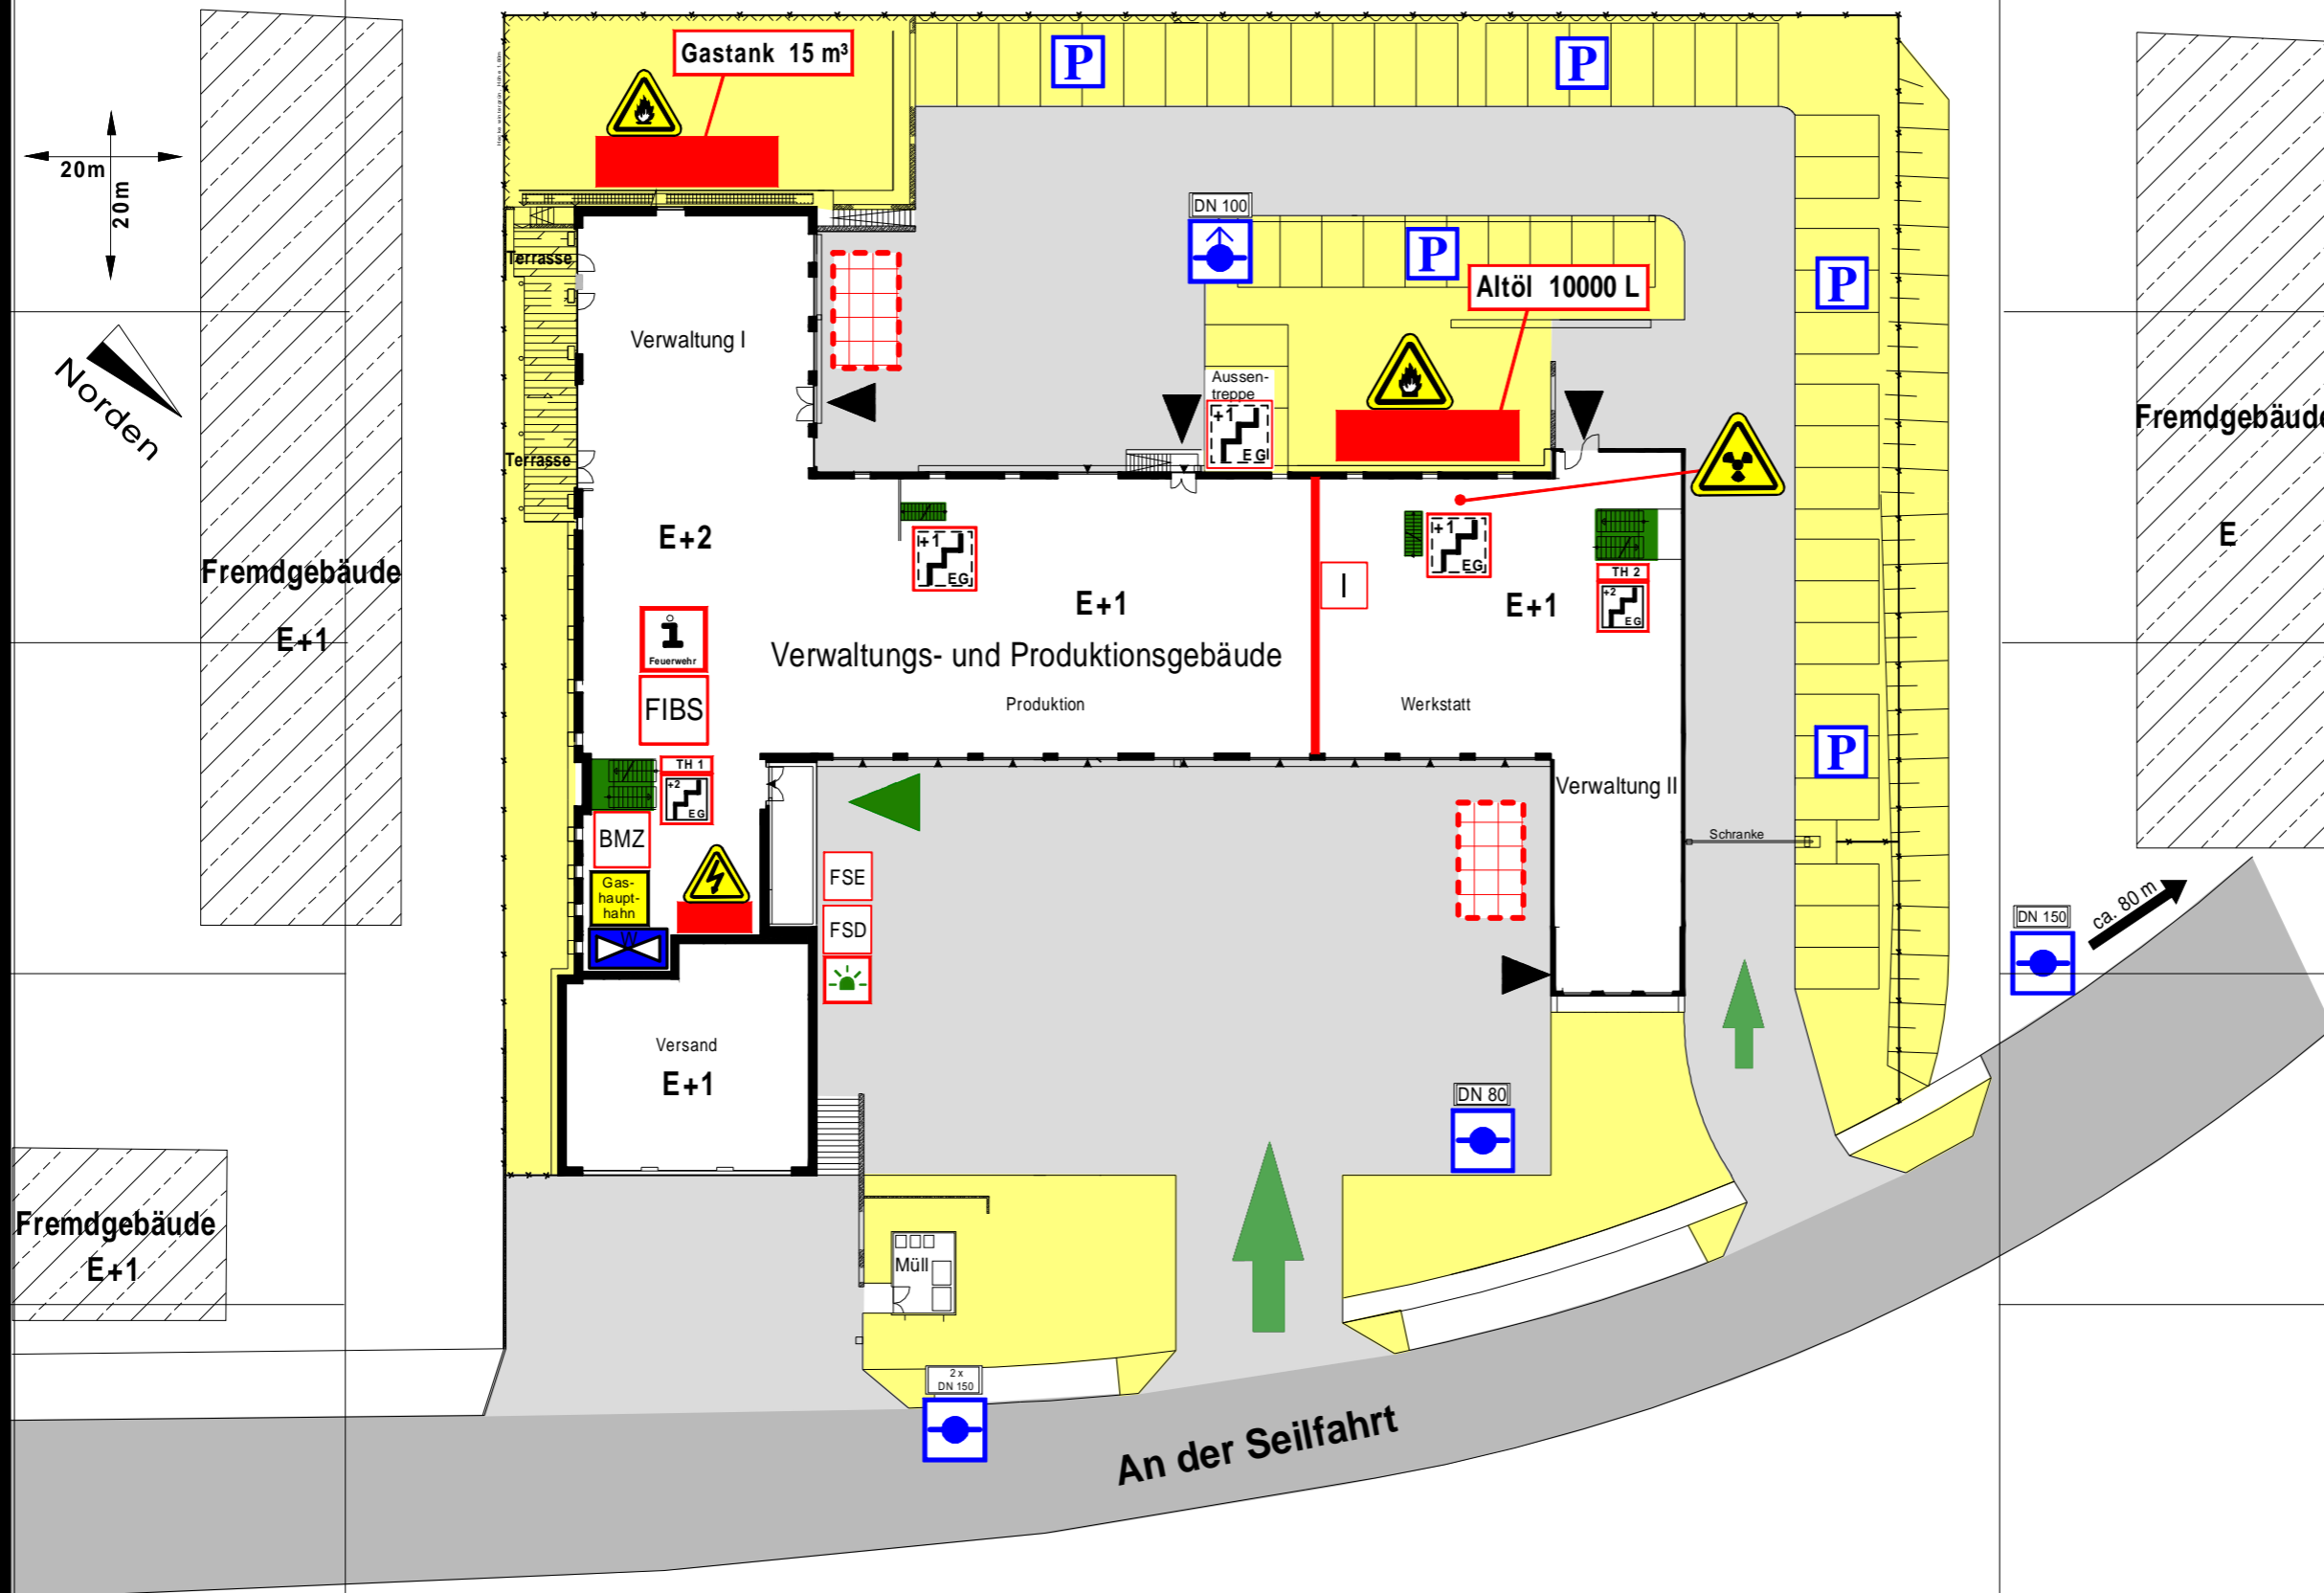 Gastank 15 m³
P
P
20m
20m
DN 100
Terrasse
P
Altöl 10000 L
P
Verwaltung I
Norden
Aussen-
treppe
+1
EG
Fremdgebäude
E
Terrasse
E+2
+1
EG
+1
EG
TH 2
+2
EG
Fremdgebäude
E+1
I
E+1
E+1
i
Feuerwehr
Verwaltungs- und Produktionsgebäude
FIBS
Produktion
Werkstatt
P
TH 1
+2
EG
Verwaltung II
BMZ
Schranke
FSE
Gas-
haupt-
hahn
FSD
W
DN 150
ca. 80 m
Versand
E+1
DN 80
Fremdgebäude
E+1
Müll
2 x
DN 150
An der Seilfahrt